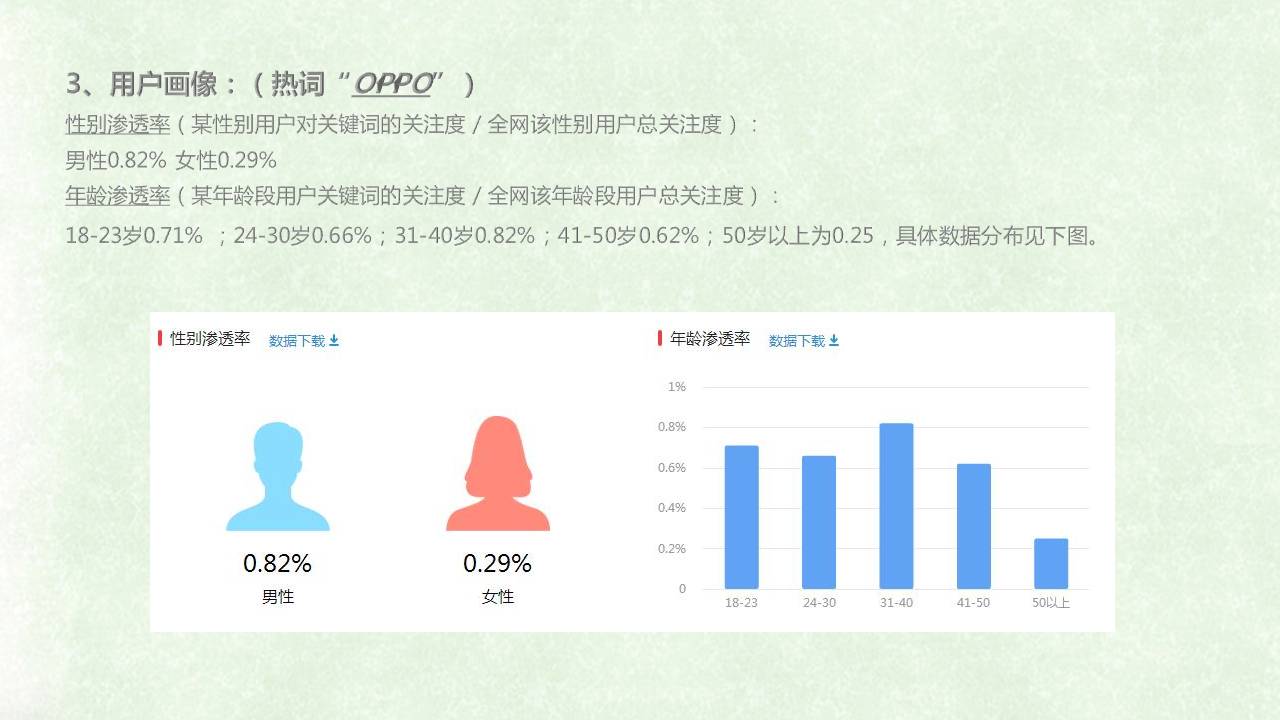 3、用户画像：（热词“OPPO”）
性别渗透率（某性别用户对关键词的关注度 / 全网该性别用户总关注度）：
男性0.82% 女性0.29%
年龄渗透率（某年龄段用户关键词的关注度 / 全网该年龄段用户总关注度）：
18-23岁0.71% ；24-30岁0.66%；31-40岁0.82%；41-50岁0.62%；50岁以上为0.25，具体数据分布见下图。
性别渗透率 数据下载
0.82%
男性
0.29%
女性
年龄渗透率 数据下载
1%
0.8%
0.6%
0.4%
0.2%
0
18-23 24-30 31-40 41-50 50以上